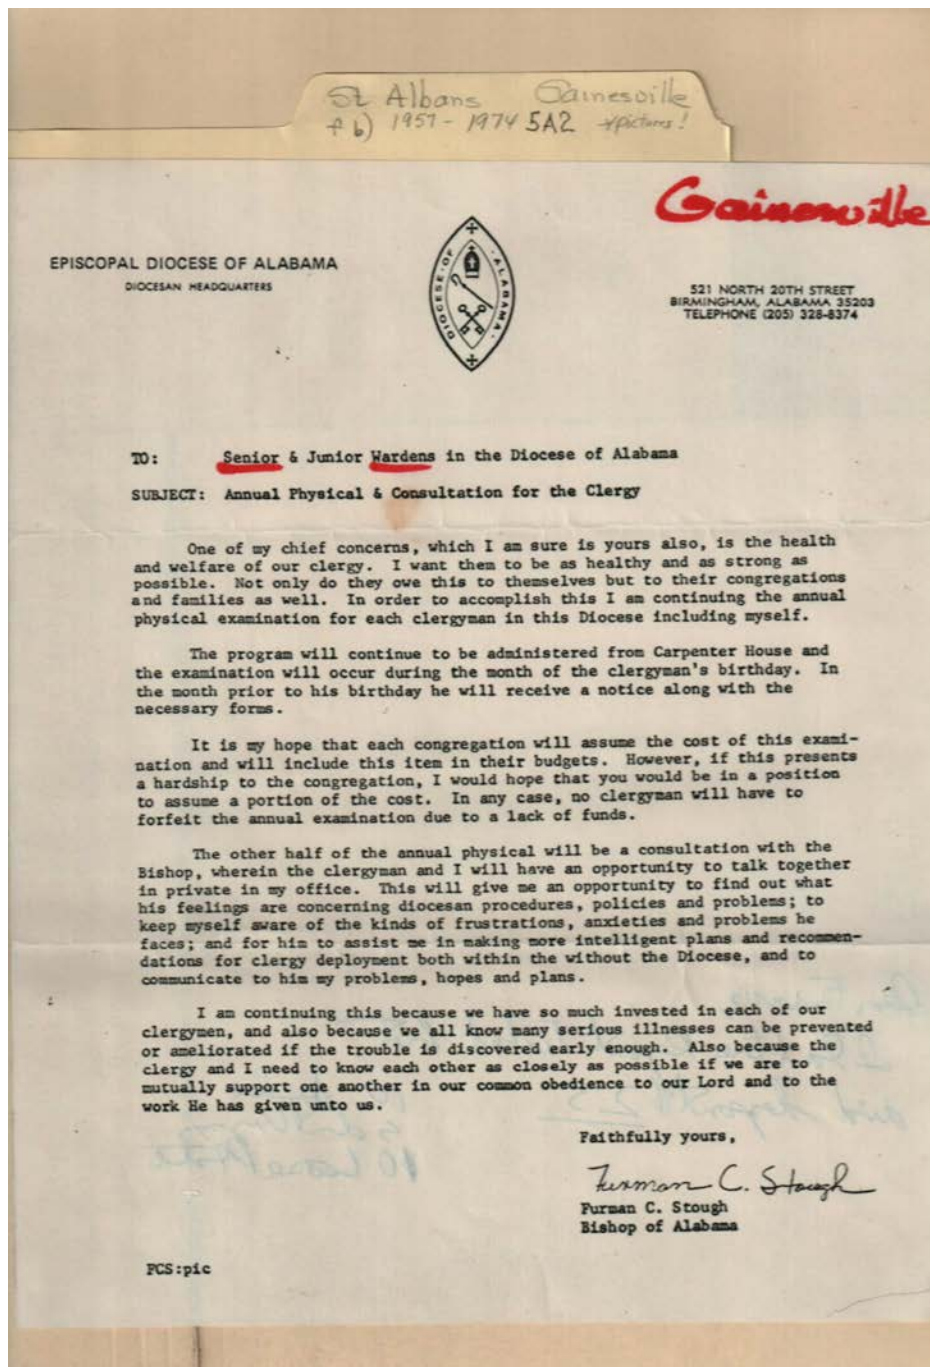 St Albans Gainesville
f b) 1957-1974 5A2 +pictures!
Gainesville
EPISCOPAL DIOCESE OF ALABAMA
DIOCESAN HEADQUARTERS
DIOCESE·OF·ALABAMA·
521 NORTH 20TH STREET
BIRMINGHAM, ALABAMA 35203
TELEPHONE (205) 328-8374
TO: Senior & Junior Wardens in the Diocese of Alabama
SUBJECT: Annual Physical & Consultation for the Clergy
One of my chief concerns, which I am sure is yours also, is the health
and welfare of our clergy. I want them to be as healthy and as strong as
possible. Not only do they owe this to themselves but to their congregations
and families as well. In order to accomplish this I am continuing the annual
physical examination for each clergyman in this Diocese including myself.
The program will continue to be administered from Carpenter House and
the examination will occur during the month of the clergyman's birthday. In
the month prior to his birthday he will receive a notice along with the
necessary forms.
It is my hope that each congregation will assume the cost of this exami-
nation and will include this item in their budgets. However, if this presents
a hardship to the congregation, I would hope that you would be in a position
to assume a portion of the cost. In any case, no clergyman will have to
forfeit the annual examination due to a lack of funds.
The other half of the annual physical will be a consultation with the
Bishop, wherein the clergyman and I will have an opportunity to talk together
in private in my office. This will give me an opportunity to find out what
his feelings are concerning diocesan procedures, policies and problems; to
keep myself aware of the kinds of frustrations, anxieties and problems he
faces; and for him to assist me in making more intelligent plans and recommen-
dations for clergy deployment both within the without the Diocese, and to
communicate to him my problems, hopes and plans.
I am continuing this because we have so much invested in each of our
clergymen, and also because we all know many serious illnesses can be prevented
or ameliorated if the trouble is discovered early enough. Also because the
clergy and I need to know each other as closely as possible if we are to
mutually support one another in our common obedience to our Lord and to the
work He has given unto us.
Faithfully yours,
Furman C. Stough
Furman C. Stough
Bishop of Alabama
FCS:pic